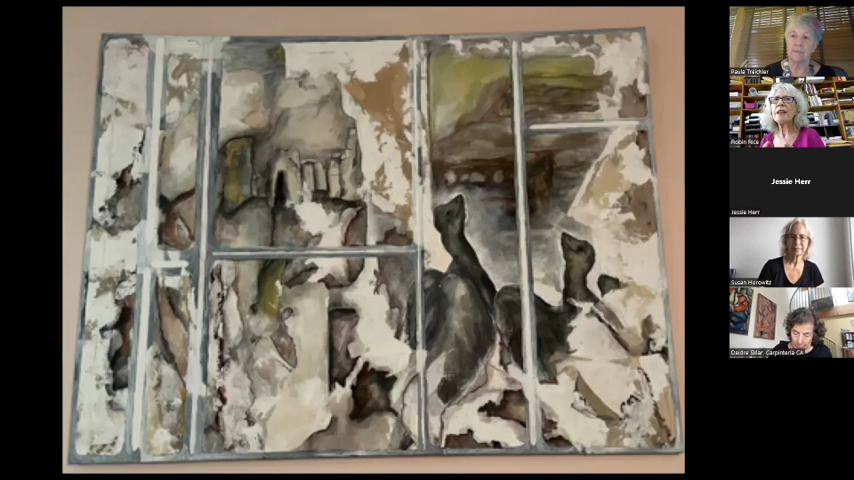 Paula Treichler
Robin Rice
Jessie Herr
Jessie Herr
Susan Horowitz
Deidre Sklar, Carpinteria CA